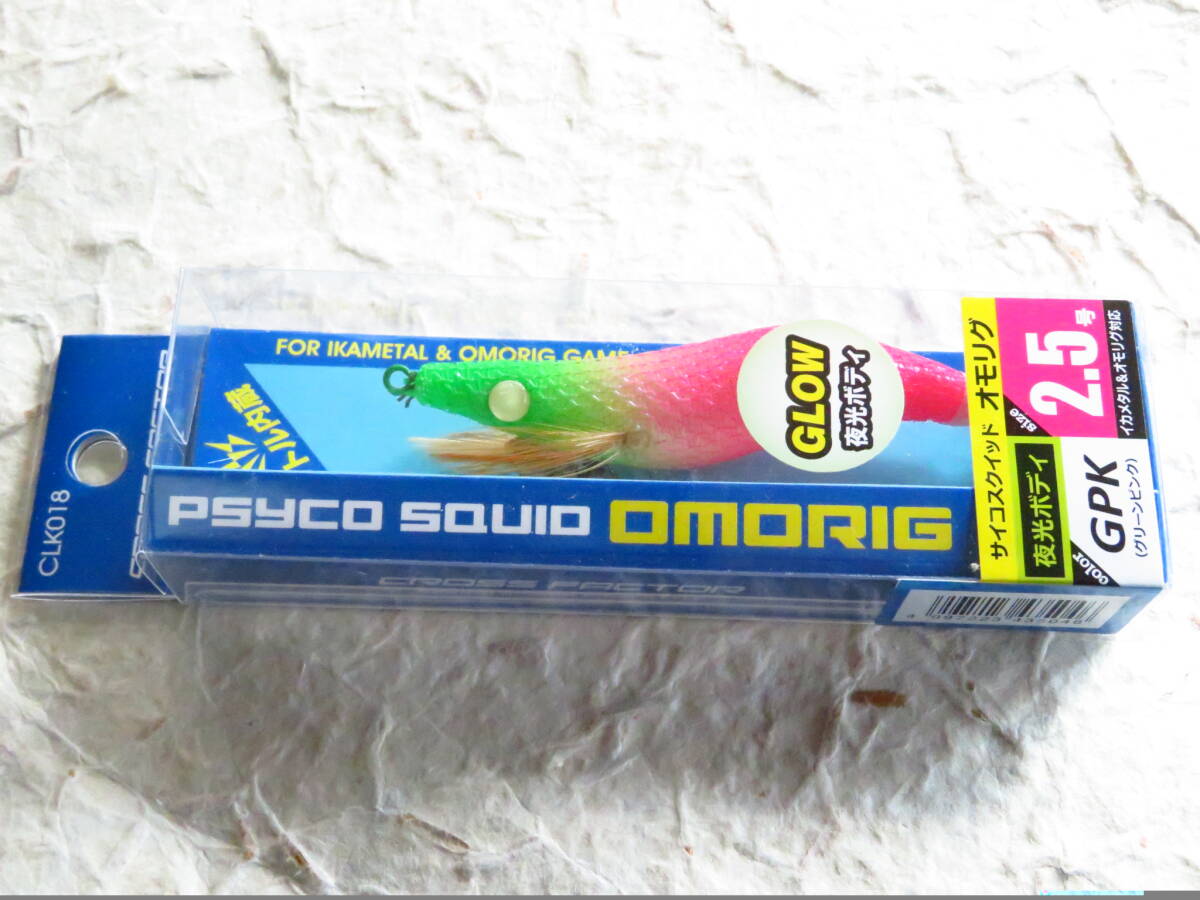 FOR IKAMETAL & OMORIG GAME
トル内蔵
CLK018
PSYCO SQUID OMORIG
CROSS FACTOR
GLOW
夜光ボディ
サイコスクイッド オモリグ
size
2.5号
イカメタル&オモリグ対応
夜光ボディ
color
GPK
(グリーンピンク)